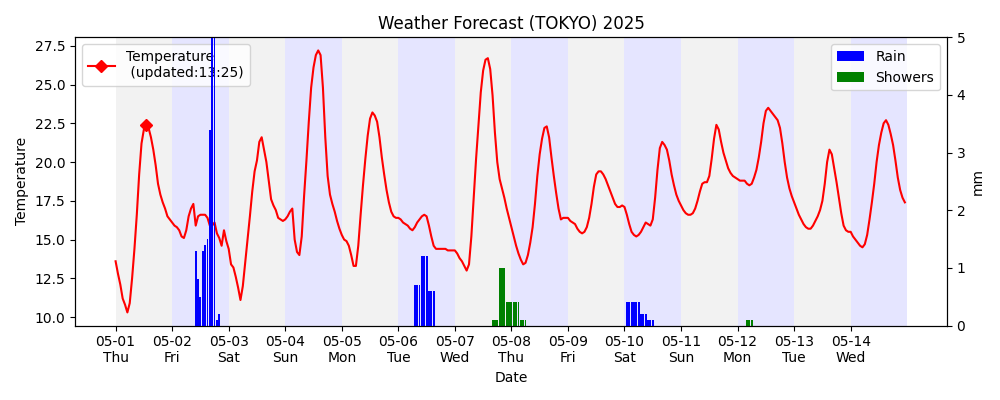 Weather Forecast (TOKYO) 2025
Temperature
(updated:13:25)
Rain
Showers
27.5
25.0
22.5
20.0
17.5
15.0
12.5
10.0
Temperature
5
4
3
2
1
0
mm
05-01 05-02 05-03 05-04 05-05 05-06 05-07 05-08 05-09 05-10 05-11 05-12 05-13 05-14
Thu Fri Sat Sun Mon Tue Wed Thu Fri Sat Sun Mon Tue Wed
Date